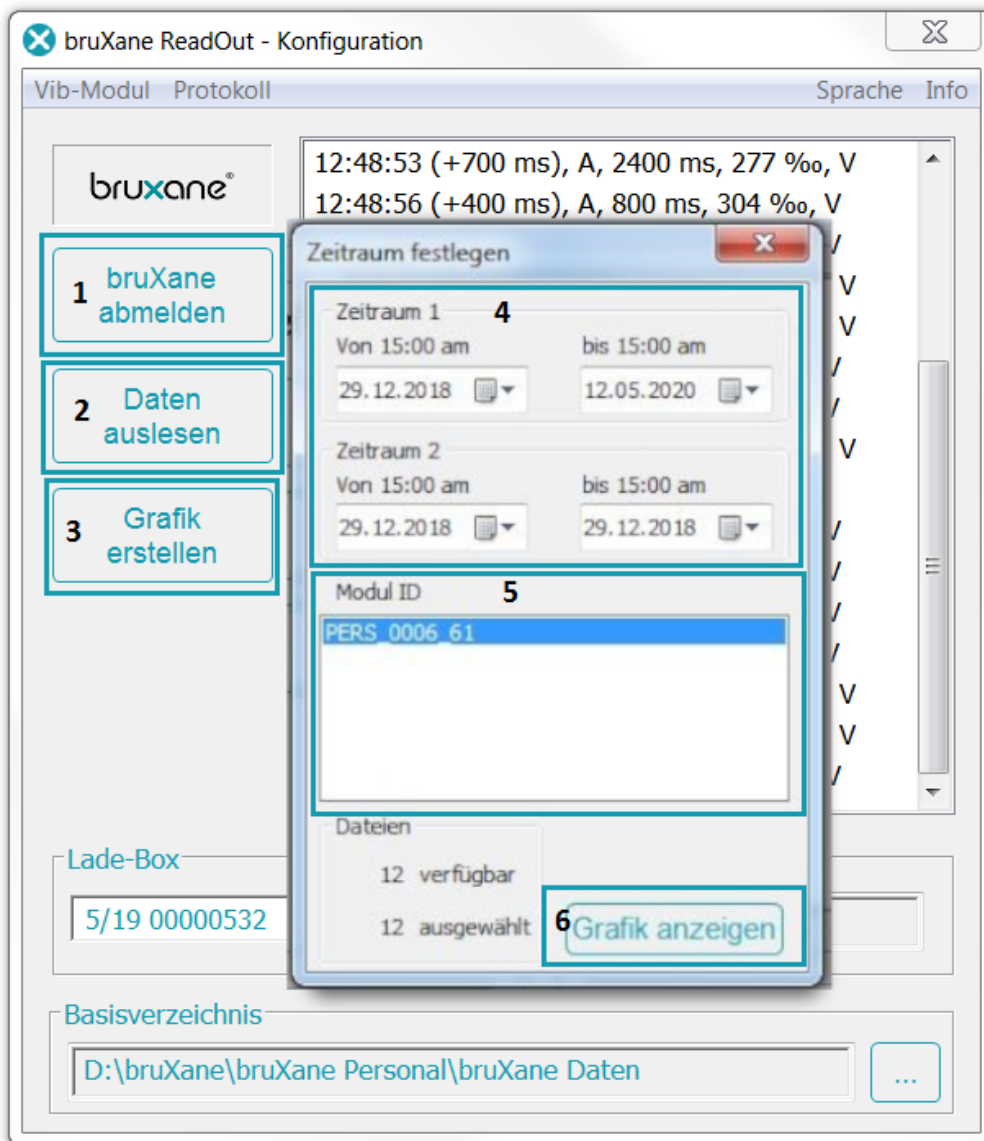 bruXane ReadOut - Konfiguration
Vib-Modul Protokoll Sprache Info
bruxane®
12:48:53 (+700 ms), A, 2400 ms, 277 ‰, V
12:48:56 (+400 ms), A, 800 ms, 304 ‰, V
V
V
V
V
V
V
V
V
V
V
V
V
V
V
1 bruXane
abmelden
2 Daten
auslesen
3 Grafik
erstellen
Zeitraum festlegen
Zeitraum 1 4
Von 15:00 am bis 15:00 am
29.12.2018 12.05.2020
Zeitraum 2
Von 15:00 am bis 15:00 am
29.12.2018 29.12.2018
Modul ID 5
PERS_0006_61
Dateien
12 verfügbar
12 ausgewählt
6 Grafik anzeigen
Lade-Box
5/19 00000532
Basisverzeichnis
D:\bruXane\bruXane Personal\bruXane Daten
...